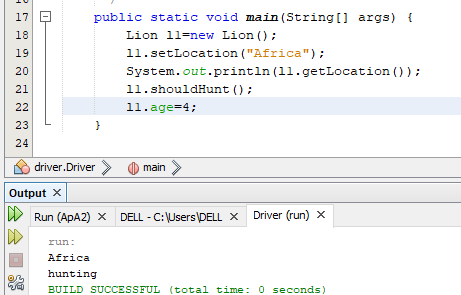 16
17 public static void main(String[] args) {
18 Lion l1=new Lion();
19 l1.setLocation("Africa");
20 System.out.println(l1.getLocation());
21 l1.shouldHunt();
22 l1.age=4;
23 }
24
driver.Driver main
Output
Run (ApA2) DELL - C:\Users\DELL Driver (run)
run:
Africa
hunting
BUILD SUCCESSFUL (total time: 0 seconds)